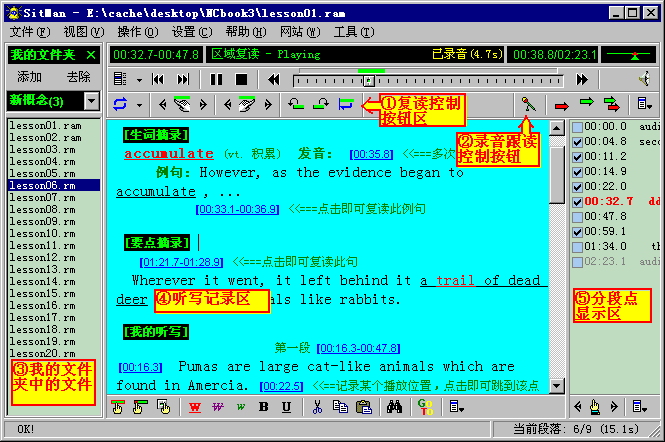 SitMan - E:\cache\desktop\NCbook3\lesson01.ram
文件(F) 视图(V) 操作(O) 设置(C) 帮助(H) 网站(W) 工具(T)
我的文件夹
00:32.7-00:47.8 区域复读 - Playing 已录音(4.7s) 00:38.8/02:23.1
添加 去除
新概念(3)
①复读控制
按钮区
②录音跟读
控制按钮
lesson01.ram
lesson02.ram
lesson03.rm
lesson04.rm
lesson05.rm
lesson06.rm
lesson07.rm
lesson08.rm
lesson09.rm
lesson10.rm
lesson11.rm
lesson12.rm
lesson13.rm
lesson14.rm
lesson15.rm
lesson16.rm
lesson17.rm
lesson18.rm
lesson19.rm
lesson20.rm
③我的文件
夹中的文件
[生词摘录]
accumulate (vt. 积累) 发音: [00:35.8] <<===多次
例句: However, as the evidence began to
accumulate , ...
[00:33.1-00:36.9] <<===点击即可复读此例句
[要点摘录]
[01:21.7-01:28.9] <<===点击即可复读此句
Wherever it went, it left behind it a trail of dead
deer als like rabbits.
④听写记录区
[我的听写]
第一段 [00:16.3-00:47.8]
[00:16.3] Pumas are large cat-like animals which are
found in Amercia. [00:22.5] <<==记录某个播放位置，点击即可跳到该点
00:00.0 audi
00:04.8 seco
00:11.2
00:14.9
00:22.0
00:32.7 dd
00:47.8
00:59.1
01:34.0 th
02:23.1 audi
⑤分段点
显示区
W W w B U GO TO
OK! 当前段落: 6/9 (15.1s)